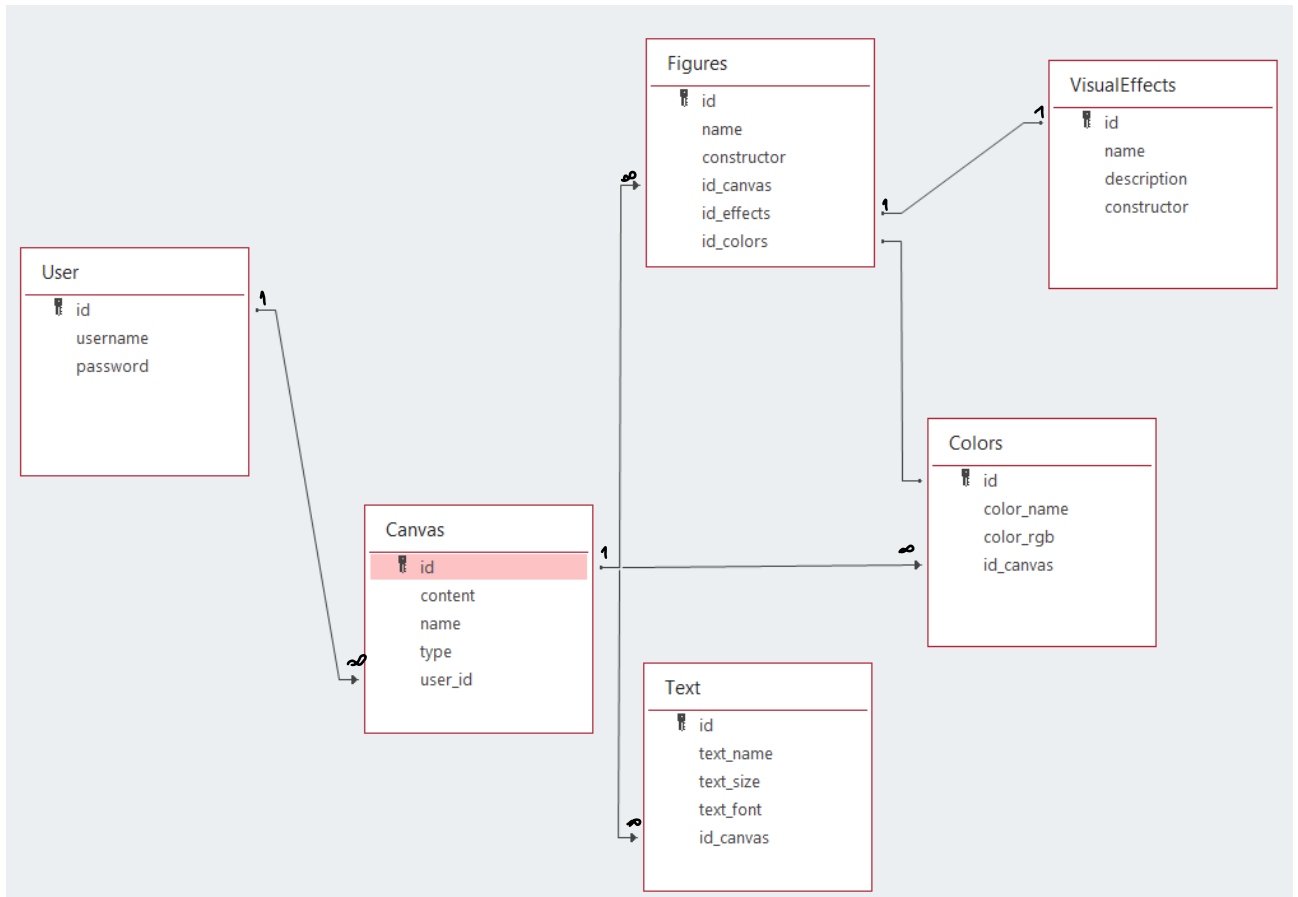 Figures
id
name
constructor
id_canvas
id_effects
id_colors
VisualEffects
id
name
description
constructor
User
id
username
password
Canvas
id
content
name
type
user_id
Colors
id
color_name
color_rgb
id_canvas
Text
id
text_name
text_size
text_font
id_canvas
1
∞
∞
1
1
1
∞
∞